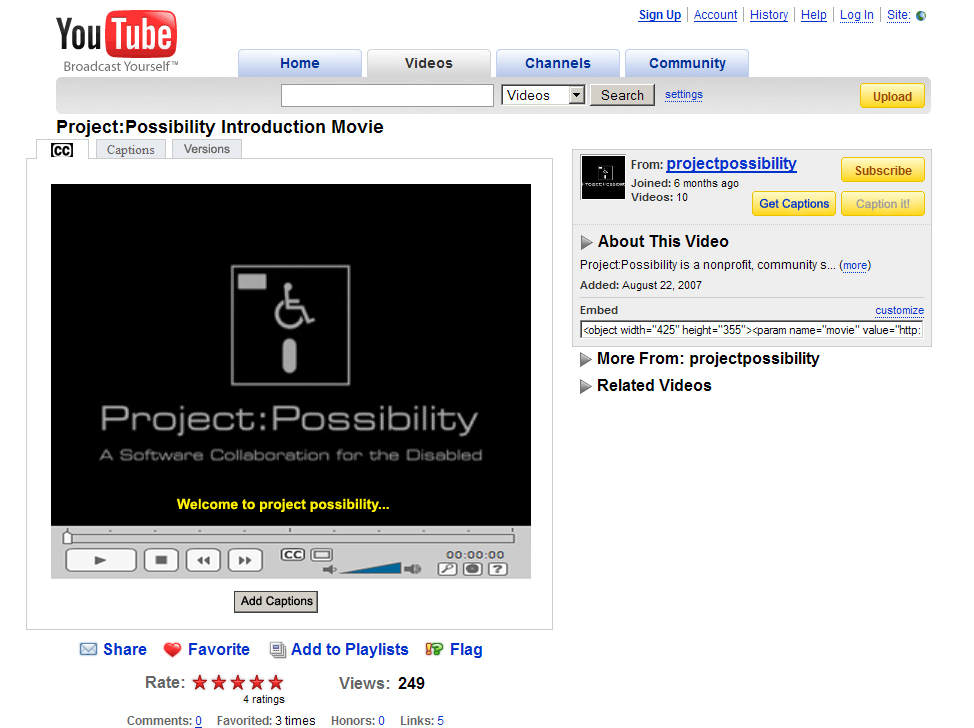 Sign Up Account History Help Log In Site:
YouTube
Broadcast Yourself™
Home Videos Channels Community
Videos Search settings Upload
Project:Possibility Introduction Movie
CC Captions Versions
From: projectpossibility
Joined: 6 months ago
Videos: 10
Subscribe
Get Captions Caption it!
About This Video
Project:Possibility is a nonprofit, community s... (more)
Added: August 22, 2007
Embed customize
<object width="425" height="355"><param name="movie" value="http:
More From: projectpossibility
Related Videos
Project:Possibility
A Software Collaboration for the Disabled
Welcome to project possibility...
CC 00:00:00
?
Add Captions
Share Favorite Add to Playlists Flag
Rate: Views: 249
4 ratings
Comments: 0 Favorited: 3 times Honors: 0 Links: 5